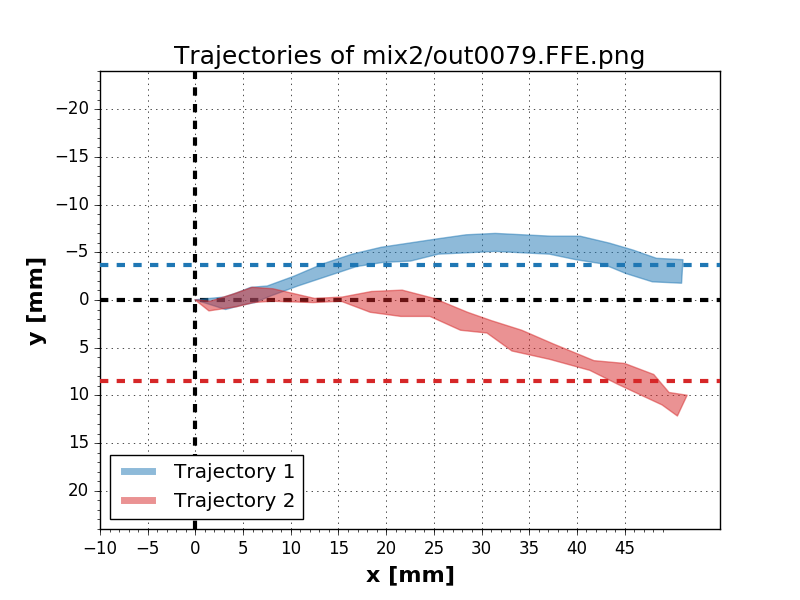 Trajectories of mix2/out0079.FFE.png
−20
−15
−10
−5
0
5
10
15
20
y [mm]
Trajectory 1
Trajectory 2
−10 −5 0 5 10 15 20 25 30 35 40 45
x [mm]